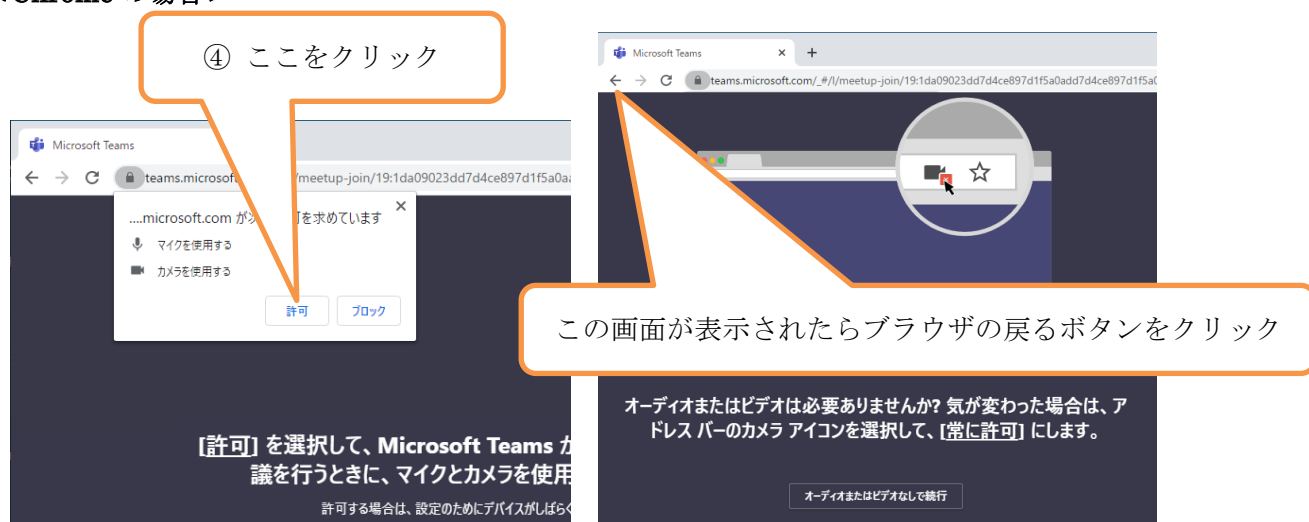 Chrome の場合
④ ここをクリック
Microsoft Teams
teams.microsof
/meetup-join/19:1da09023dd7d4ce897d1f5a0a
....microsoft.com が
可を求めています
マイクを使用する
カメラを使用する
許可
ブロック
[許可] を選択して、Microsoft Teams
議を行うときに、マイクとカメラを使用
許可する場合は、設定のためにデバイスがしばらく
Microsoft Teams
teams.microsoft.com/_#/l/meetup-join/19:1da09023dd7d4ce897d1f5a0add7d4ce897d1f5a0
この画面が表示されたらブラウザの戻るボタンをクリック
オーディオまたはビデオは必要ありませんか? 気が変わった場合は、ア
ドレス バーのカメラ アイコンを選択して、[常に許可] にします。
オーディオまたはビデオなしで続行